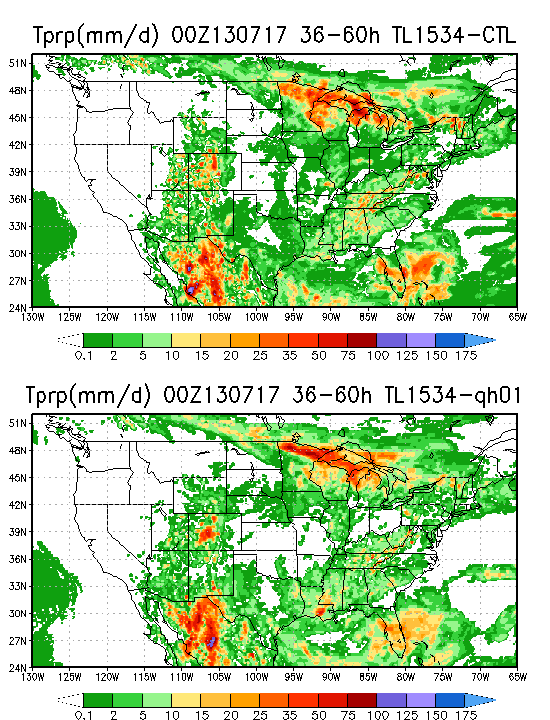 Tprp(mm/d) 00Z130717 36-60h TL1534-CTL
51N
48N
45N
42N
39N
36N
33N
30N
27N
24N
130W 125W 120W 115W 110W 105W 100W 95W 90W 85W 80W 75W 70W 65W
0.1 2 5 10 15 20 25 35 50 75 100 125 150 175
Tprp(mm/d) 00Z130717 36-60h TL1534-qh01
51N
48N
45N
42N
39N
36N
33N
30N
27N
24N
130W 125W 120W 115W 110W 105W 100W 95W 90W 85W 80W 75W 70W 65W
0.1 2 5 10 15 20 25 35 50 75 100 125 150 175